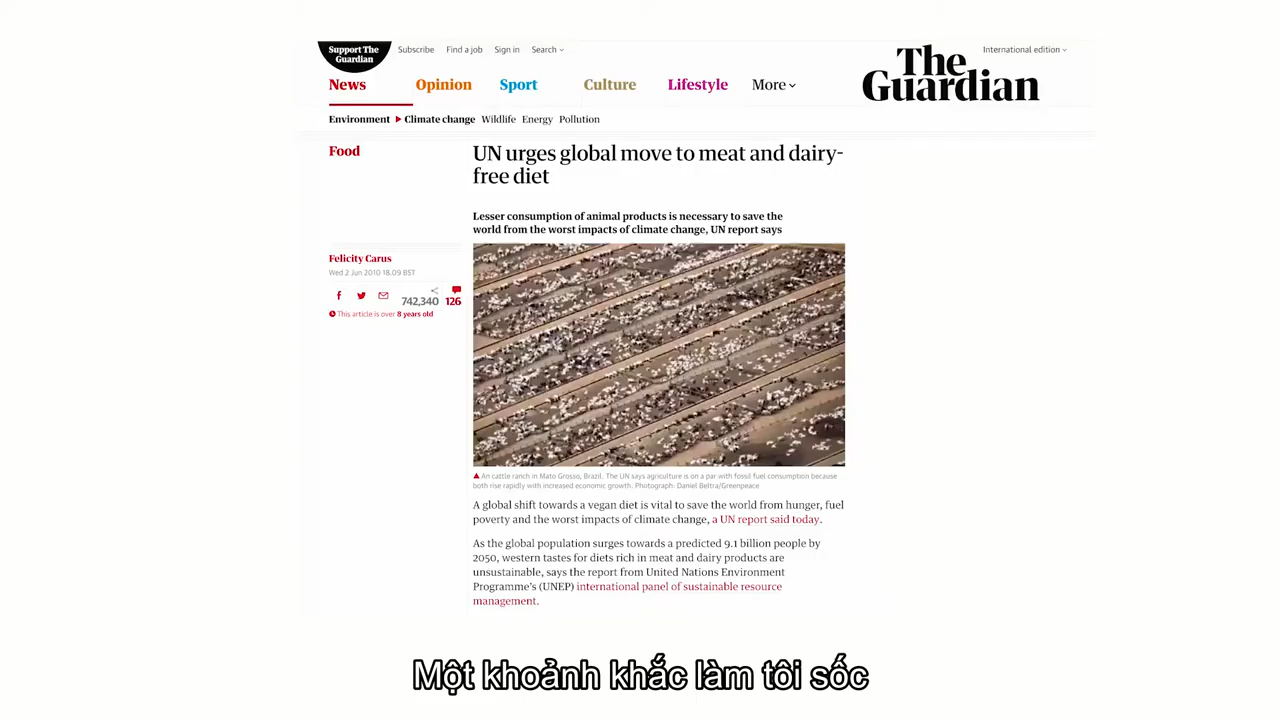 Support The
Guardian
Subscribe Find a job Sign in Search
International edition
The
Guardian
News Opinion Sport Culture Lifestyle More
Environment Climate change Wildlife Energy Pollution
Food
UN urges global move to meat and dairy-
free diet
Lesser consumption of animal products is necessary to save the
world from the worst impacts of climate change, UN report says
Felicity Carus
Wed 2 Jun 2010 18.09 BST
742,340 126
This article is over 8 years old
An cattle ranch in Mato Grosso, Brazil. The UN says agriculture is on a par with fossil fuel consumption because
both rise rapidly with increased economic growth. Photograph: Daniel Beltra/Greenpeace
A global shift towards a vegan diet is vital to save the world from hunger, fuel
poverty and the worst impacts of climate change, a UN report said today.
As the global population surges towards a predicted 9.1 billion people by
2050, western tastes for diets rich in meat and dairy products are
unsustainable, says the report from United Nations Environment
Programme's (UNEP) international panel of sustainable resource
management.
Một khoảnh khắc làm tôi sốc